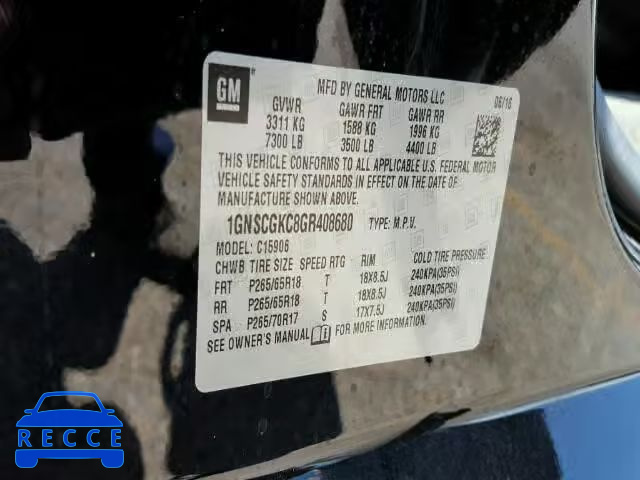 GM
MFD BY GENERAL MOTORS LLC
06/16
GVWR GAWR FRT GAWR RR
3311 KG 1588 KG 1996 KG
7300 LB 3500 LB 4400 LB
THIS VEHICLE CONFORMS TO ALL APPLICABLE U.S. FEDERAL MOTOR
VEHICLE SAFETY STANDARDS IN EFFECT ON THE DATE OF
MANUFACTURE SHOWN ABOVE.
1GNSCGKC8GR408680 TYPE: M.P.V.
MODEL: C15906
CHWB TIRE SIZE SPEED RTG RIM COLD TIRE PRESSURE
FRT P265/65R18 T 18X8.5J 240KPA(35PSI)
RR P265/65R18 T 18X8.5J 240KPA(35PSI)
SPA P265/70R17 S 17X7.5J 240KPA(35PSI)
SEE OWNER'S MANUAL FOR MORE INFORMATION.
RECCE